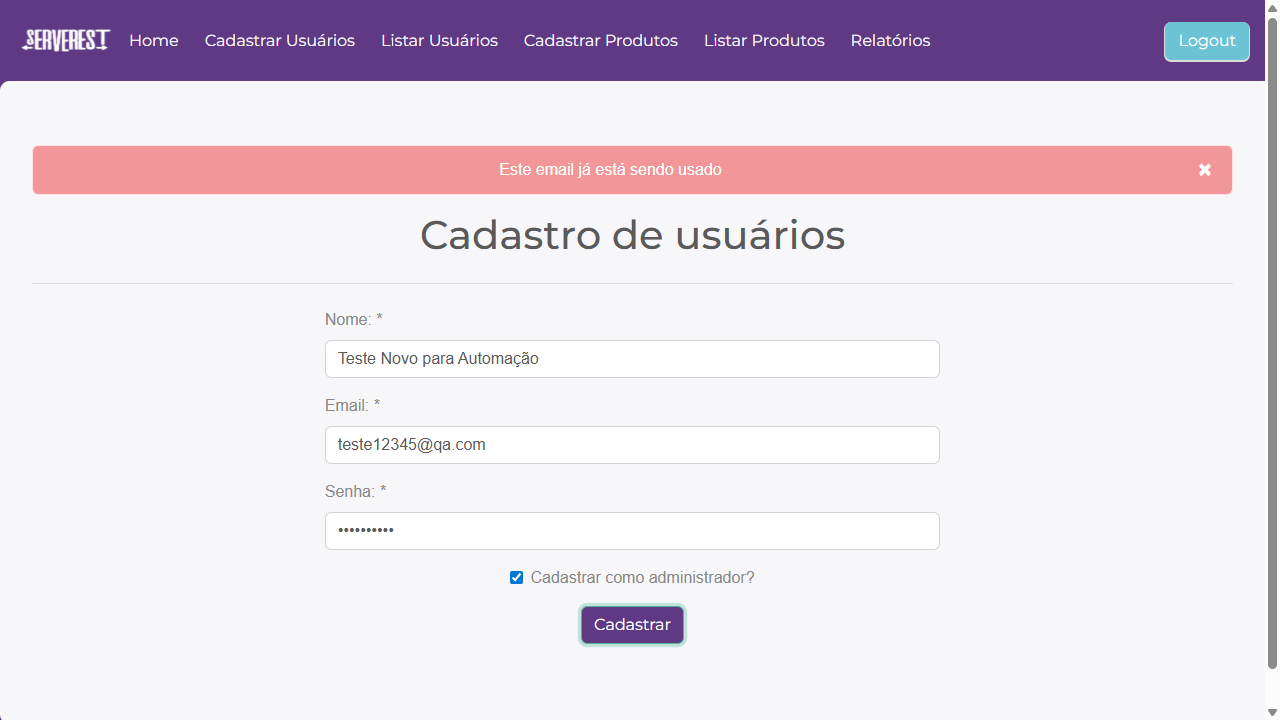 SERVEREST Home Cadastrar Usuários Listar Usuários Cadastrar Produtos Listar Produtos Relatórios Logout
Este email já está sendo usado ×
Cadastro de usuários
Nome: *
Teste Novo para Automação
Email: *
teste12345@qa.com
Senha: *
••••••••••
Cadastrar como administrador?
Cadastrar